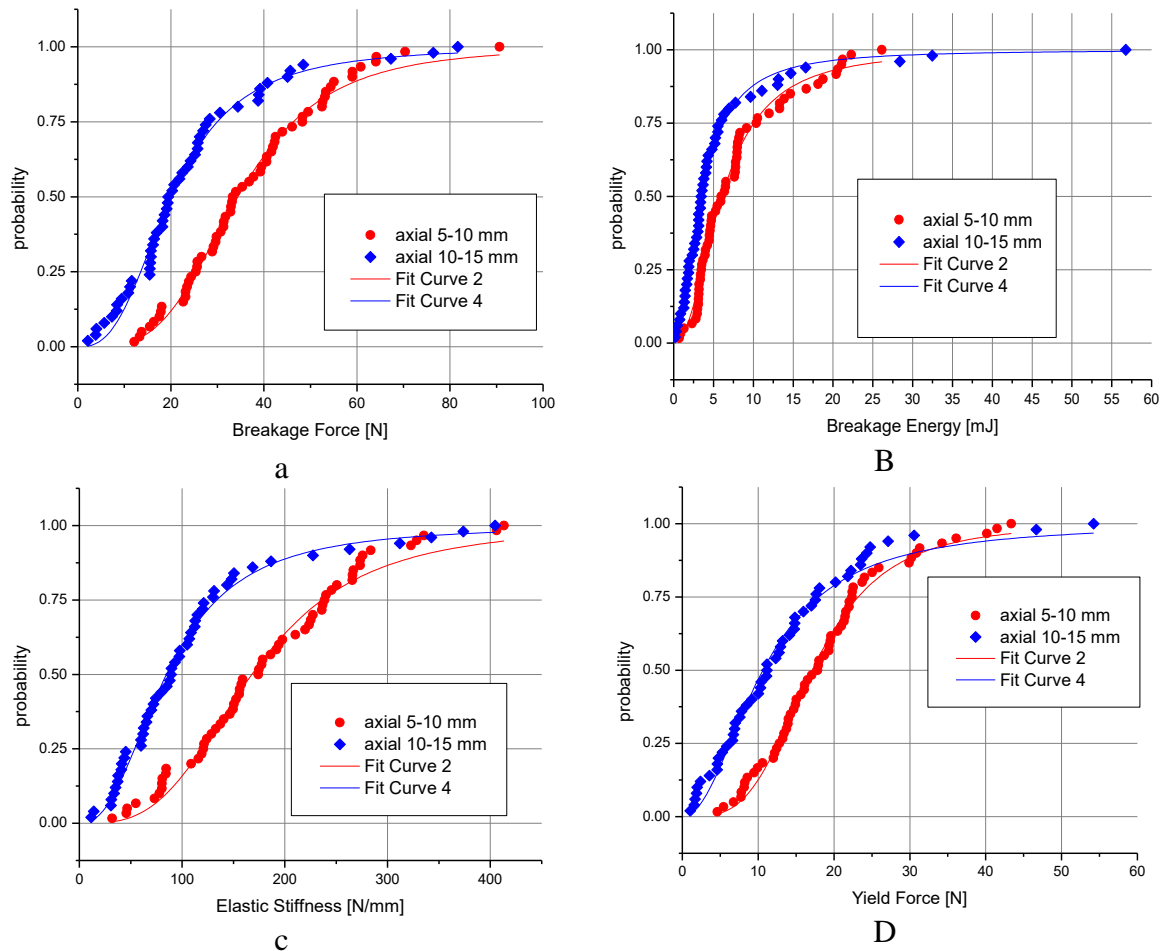 1.00
0.75
0.50
0.25
0.00
probability
axial 5-10 mm
axial 10-15 mm
Fit Curve 2
Fit Curve 4
0 20 40 60 80 100
Breakage Force [N]
a
1.00
0.75
0.50
0.25
0.00
probability
axial 5-10 mm
axial 10-15 mm
Fit Curve 2
Fit Curve 4
0 5 10 15 20 25 30 35 40 45 50 55 60
Breakage Energy [mJ]
B
1.00
0.75
0.50
0.25
0.00
probability
axial 5-10 mm
axial 10-15 mm
Fit Curve 2
Fit Curve 4
0 100 200 300 400
Elastic Stiffness [N/mm]
c
1.00
0.75
0.50
0.25
0.00
probability
axial 5-10 mm
axial 10-15 mm
Fit Curve 2
Fit Curve 4
0 10 20 30 40 50 60
Yield Force [N]
D